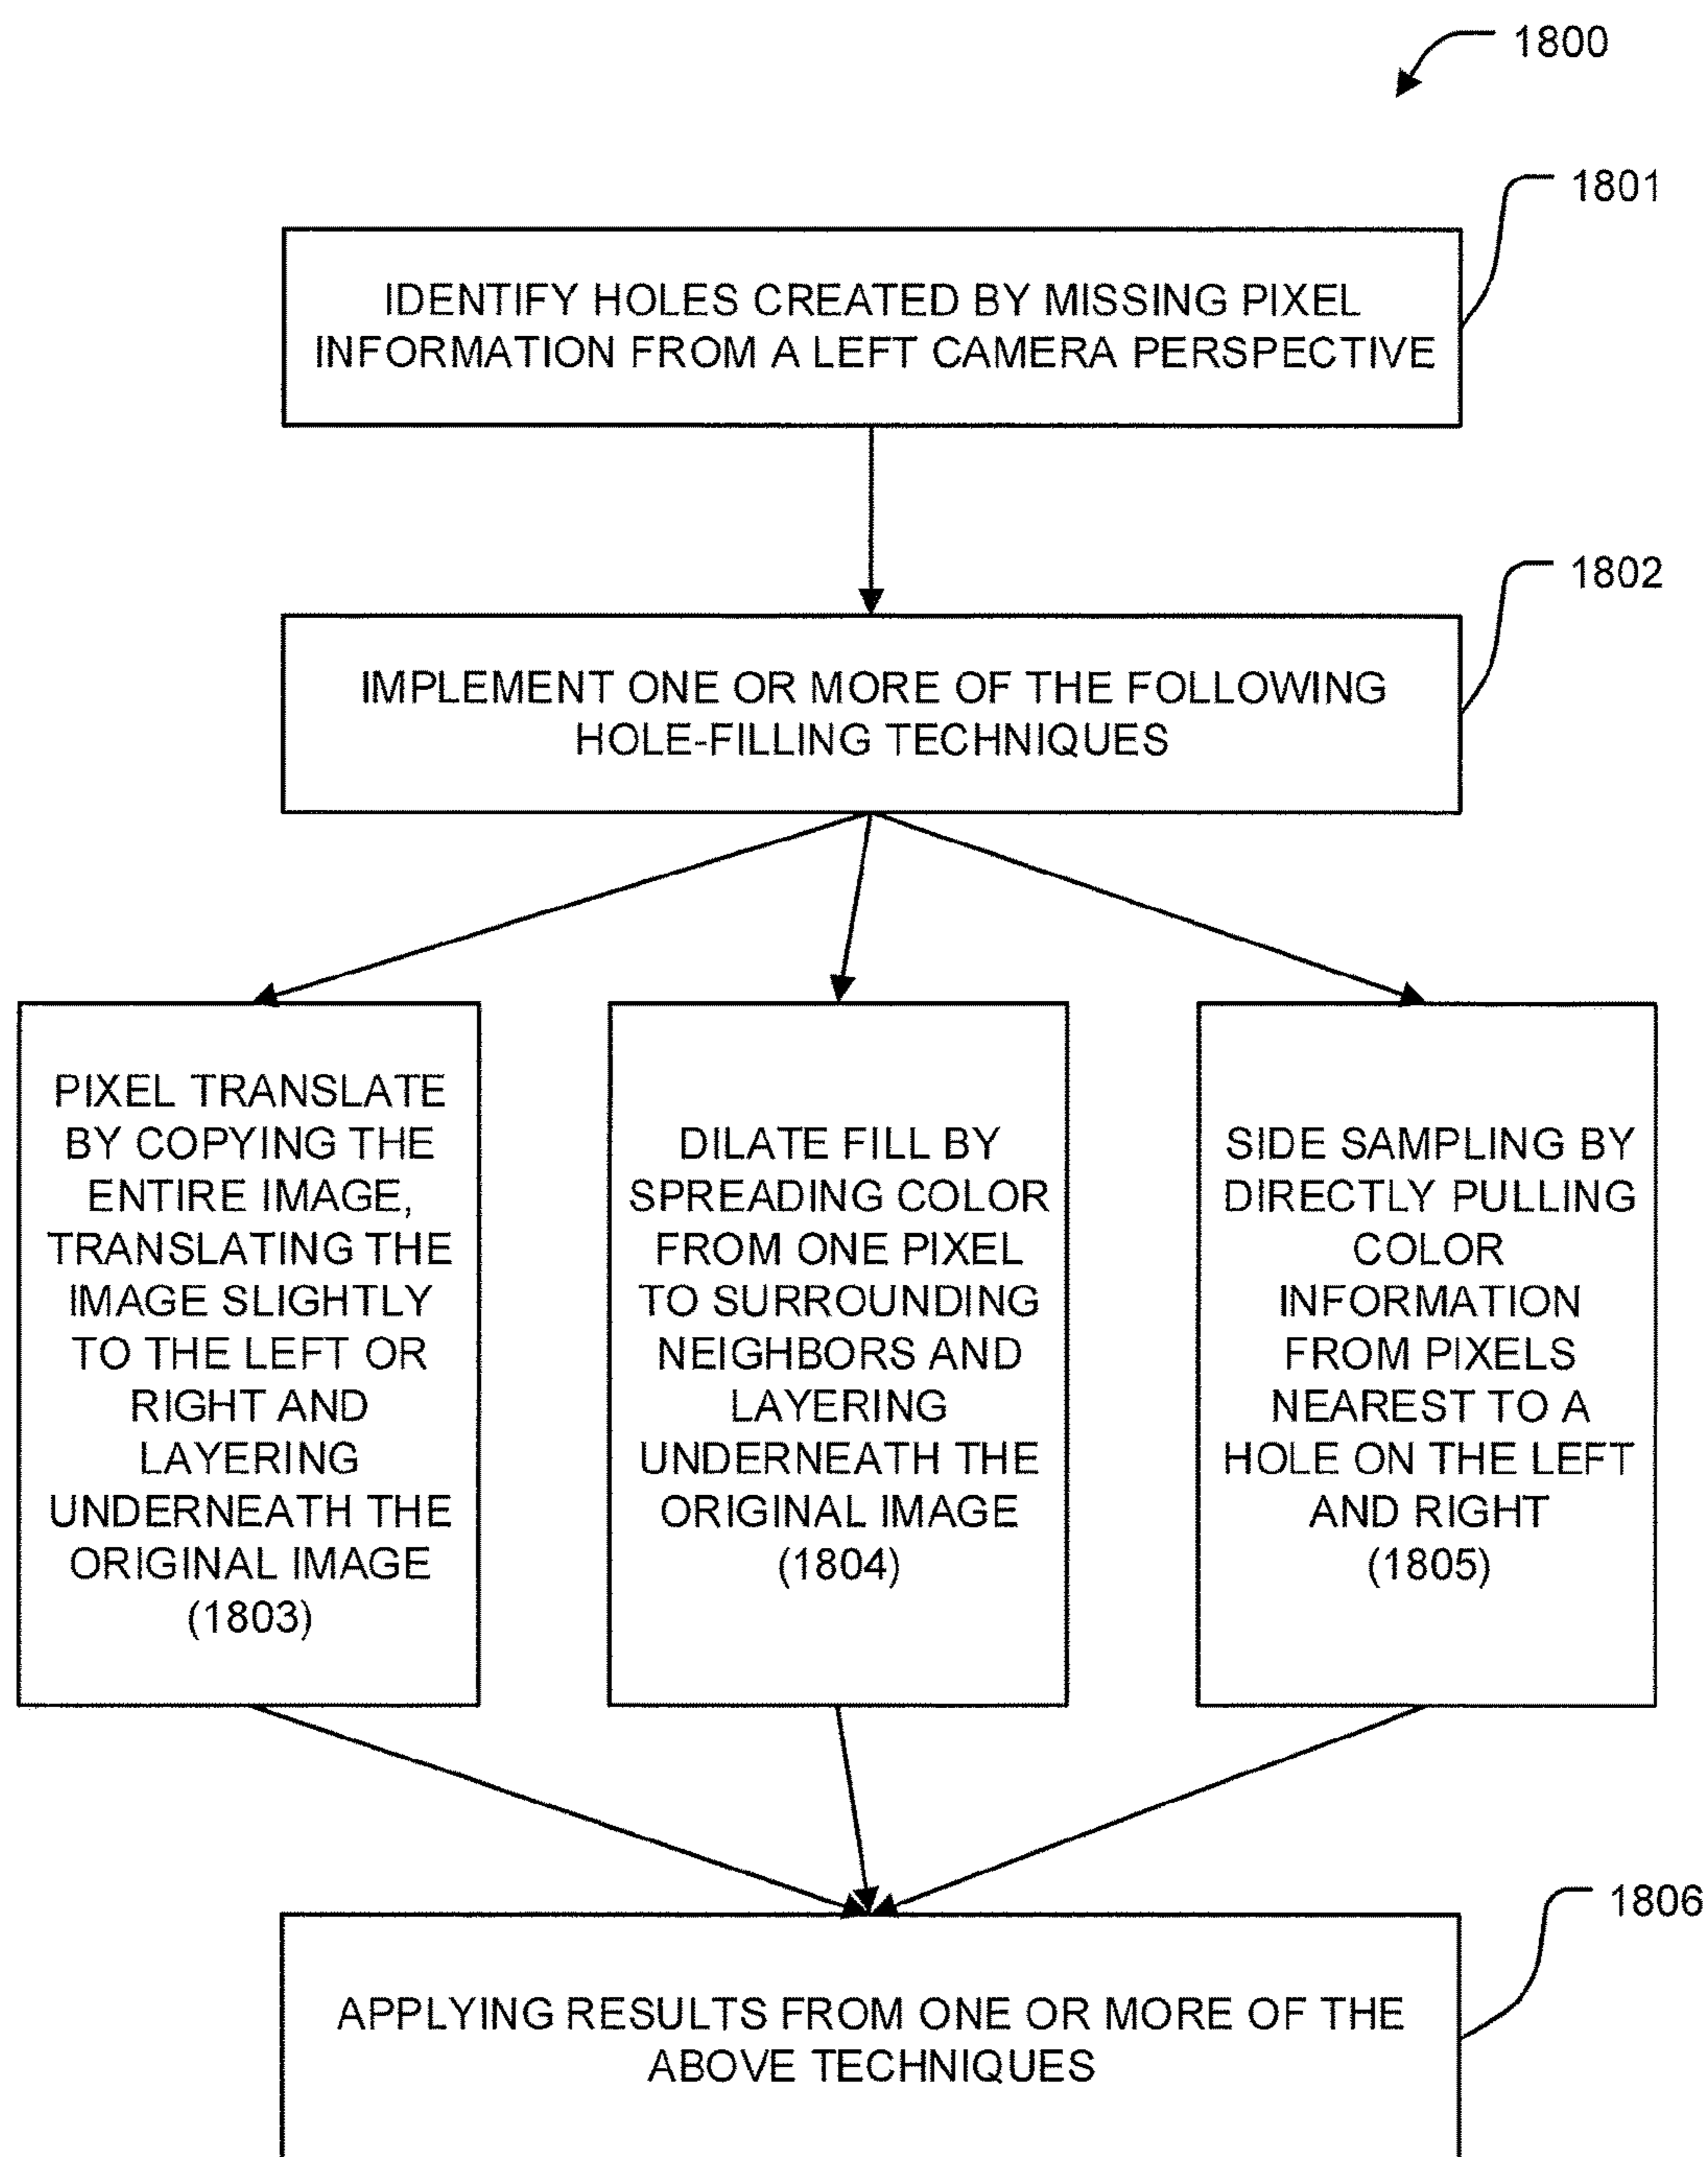 1800
1801
IDENTIFY HOLES CREATED BY MISSING PIXEL
INFORMATION FROM A LEFT CAMERA PERSPECTIVE
1802
IMPLEMENT ONE OR MORE OF THE FOLLOWING
HOLE-FILLING TECHNIQUES
PIXEL TRANSLATE
BY COPYING THE
ENTIRE IMAGE,
TRANSLATING THE
IMAGE SLIGHTLY
TO THE LEFT OR
RIGHT AND
LAYERING
UNDERNEATH THE
ORIGINAL IMAGE
(1803)
DILATE FILL BY
SPREADING COLOR
FROM ONE PIXEL
TO SURROUNDING
NEIGHBORS AND
LAYERING
UNDERNEATH THE
ORIGINAL IMAGE
(1804)
SIDE SAMPLING BY
DIRECTLY PULLING
COLOR
INFORMATION
FROM PIXELS
NEAREST TO A
HOLE ON THE LEFT
AND RIGHT
(1805)
1806
APPLYING RESULTS FROM ONE OR MORE OF THE
ABOVE TECHNIQUES